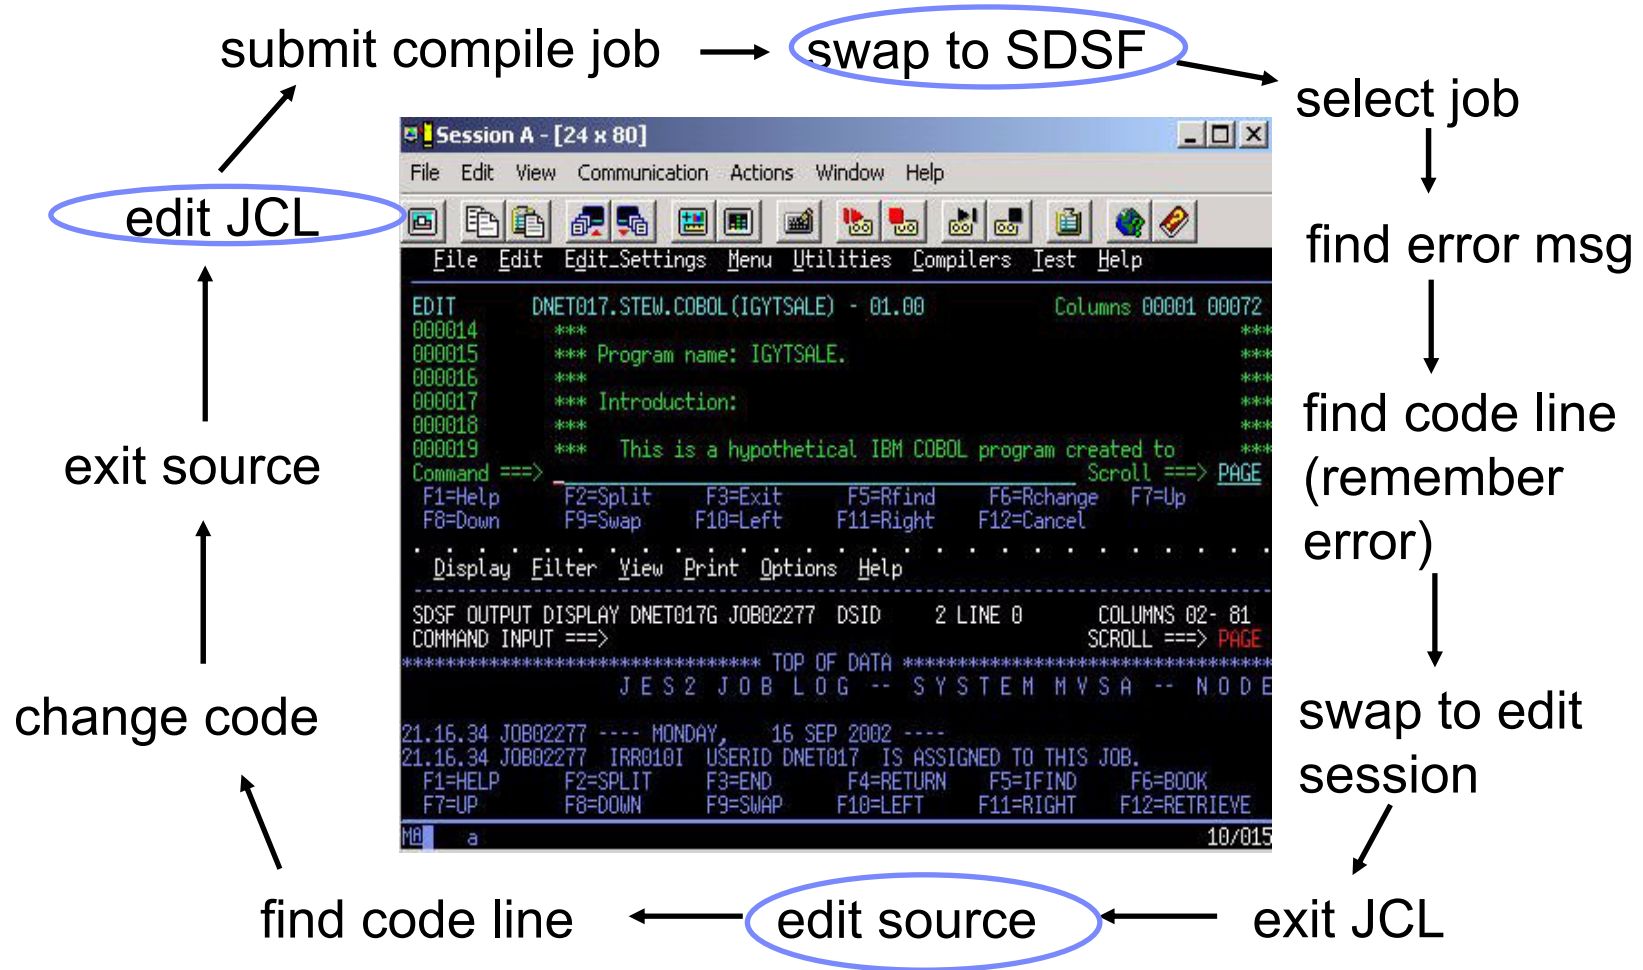 submit compile job
swap to SDSF
select job
find error msg
find code line
(remember
error)
swap to edit
session
exit JCL
edit source
find code line
change code
exit source
edit JCL
Session A - [24 x 80]
File Edit View Communication Actions Window Help
File Edit Edit_Settings Menu Utilities Compilers Test Help
EDIT DNET017.STEW.COBOL(IGYTSALE) - 01.00 Columns 00001 00072
000014 *** ***
000015 *** Program name: IGYTSALE. ***
000016 *** ***
000017 *** Introduction: ***
000018 *** ***
000019 *** This is a hypothetical IBM COBOL program created to ***
Command ===> Scroll ===> PAGE
F1=Help F2=Split F3=Exit F5=Rfind F6=Rchange F7=Up
F8=Down F9=Swap F10=Left F11=Right F12=Cancel
. . . . . . . . . . . . . . . . . . . . . . . . . . .
Display Filter View Print Options Help
SDSF OUTPUT DISPLAY DNET017G JOB02277 DSID 2 LINE 0 COLUMNS 02- 81
COMMAND INPUT ===> SCROLL ===> PAGE
********************************* TOP OF DATA **********************************
J E S 2 J O B L O G -- S Y S T E M M V S A -- N O D E
21.16.34 JOB02277 ---- MONDAY, 16 SEP 2002 ----
21.16.34 JOB02277 IRR010I USERID DNET017 IS ASSIGNED TO THIS JOB.
F1=HELP F2=SPLIT F3=END F4=RETURN F5=IFIND F6=BOOK
F7=UP F8=DOWN F9=SWAP F10=LEFT F11=RIGHT F12=RETRIEVE
MA a 10/015